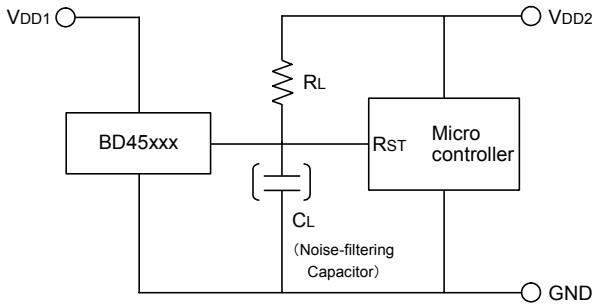 VDD1
VDD2
RL
BD45xxx
RST
Micro
controller
CL
（Noise-filtering
Capacitor）
GND